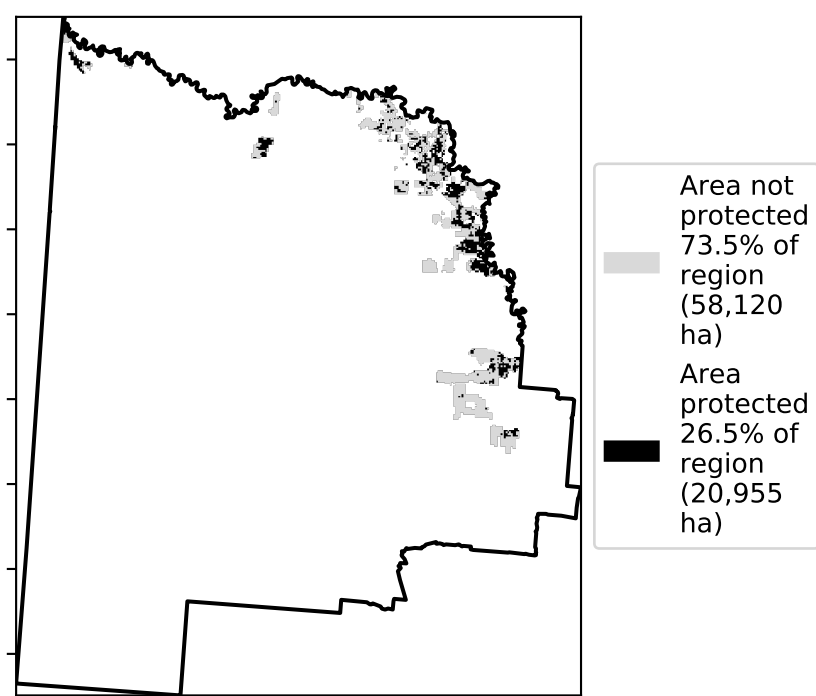 Area not
protected
73.5% of
region
(58,120
ha)
Area
protected
26.5% of
region
(20,955
ha)